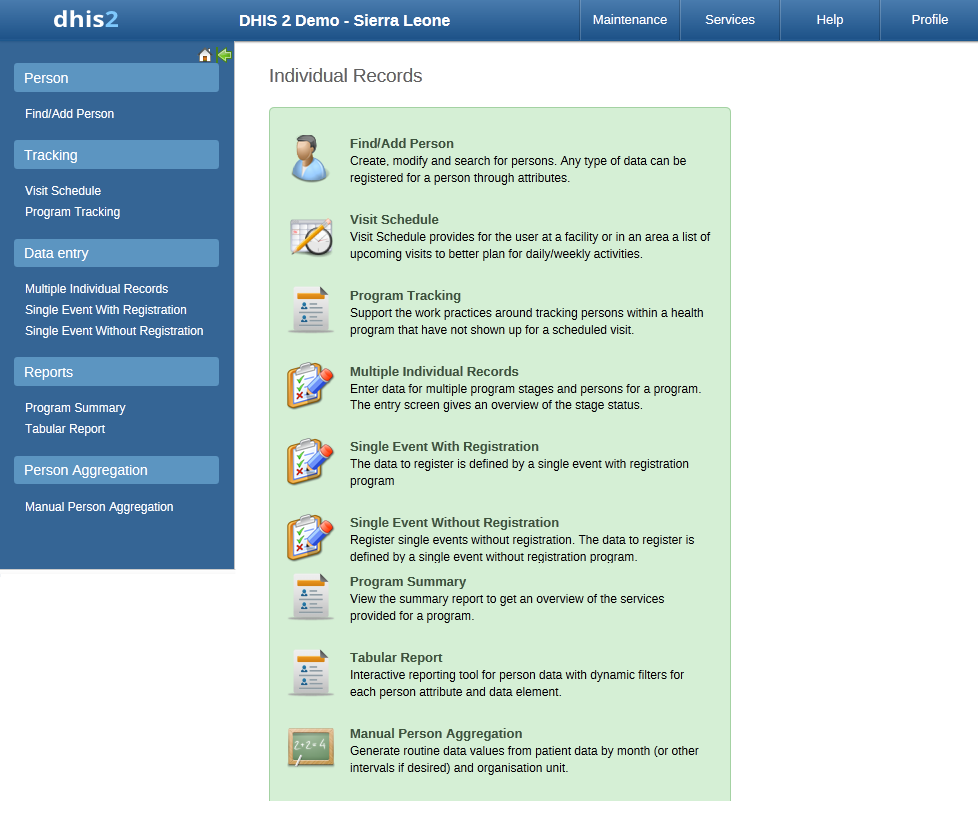 dhis2
DHIS 2 Demo - Sierra Leone
Maintenance
Services
Help
Profile
Person
Find/Add Person
Tracking
Visit Schedule
Program Tracking
Data entry
Multiple Individual Records
Single Event With Registration
Single Event Without Registration
Reports
Program Summary
Tabular Report
Person Aggregation
Manual Person Aggregation
Individual Records
Find/Add Person
Create, modify and search for persons. Any type of data can be
registered for a person through attributes.
Visit Schedule
Visit Schedule provides for the user at a facility or in an area a list of
upcoming visits to better plan for daily/weekly activities.
Program Tracking
Support the work practices around tracking persons within a health
program that have not shown up for a scheduled visit.
Multiple Individual Records
Enter data for multiple program stages and persons for a program.
The entry screen gives an overview of the stage status.
Single Event With Registration
The data to register is defined by a single event with registration
program
Single Event Without Registration
Register single events without registration. The data to register is
defined by a single event without registration program.
Program Summary
View the summary report to get an overview of the services
provided for a program.
Tabular Report
Interactive reporting tool for person data with dynamic filters for
each person attribute and data element.
2+2=4
Manual Person Aggregation
Generate routine data values from patient data by month (or other
intervals if desired) and organisation unit.